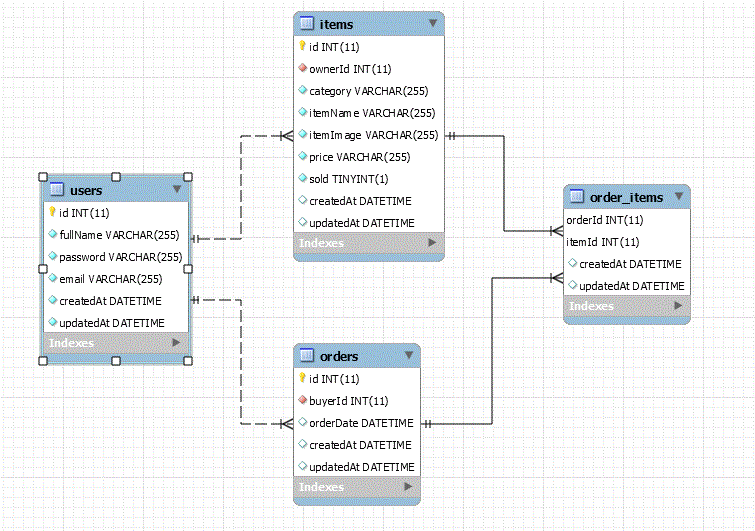 items
id INT(11)
ownerId INT(11)
category VARCHAR(255)
itemName VARCHAR(255)
itemImage VARCHAR(255)
price VARCHAR(255)
sold TINYINT(1)
createdAt DATETIME
updatedAt DATETIME
Indexes
users
id INT(11)
fullName VARCHAR(255)
password VARCHAR(255)
email VARCHAR(255)
createdAt DATETIME
updatedAt DATETIME
Indexes
order_items
orderId INT(11)
itemId INT(11)
createdAt DATETIME
updatedAt DATETIME
Indexes
orders
id INT(11)
buyerId INT(11)
orderDate DATETIME
createdAt DATETIME
updatedAt DATETIME
Indexes